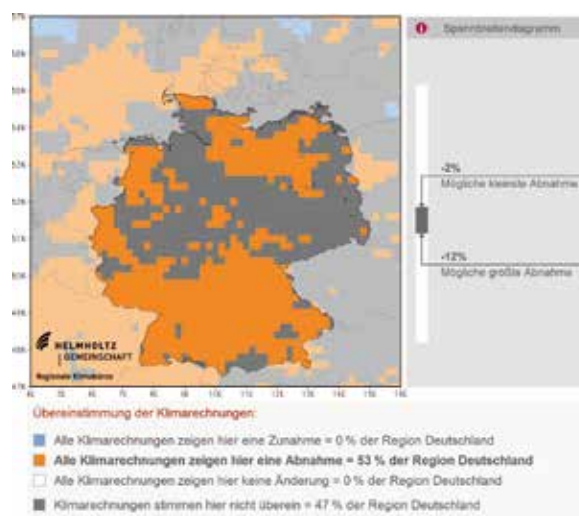 Spannbreitendiagramm
-2%
Mögliche kleinste Abnahme
-12%
Mögliche größte Abnahme
HELMHOLTZ
GEMEINSCHAFT
Regionale Klimabüros
Übereinstimmung der Klimarechnungen:
Alle Klimarechnungen zeigen hier eine Zunahme = 0 % der Region Deutschland
Alle Klimarechnungen zeigen hier eine Abnahme = 53 % der Region Deutschland
Alle Klimarechnungen zeigen hier keine Änderung = 0 % der Region Deutschland
Klimarechnungen stimmen hier nicht überein = 47 % der Region Deutschland